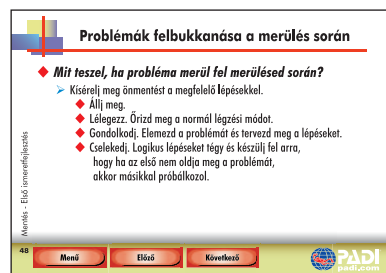 Problémák felbukkanása a merülés során
Mit teszel, ha probléma merül fel merülésed során?
Kísérelj meg önmentést a megfelelő lépésekkel.
Állj meg.
Lélegezz. Őrizd meg a normál légzési módot.
Gondolkodj. Elemezd a problémát és tervezd meg a lépéseket.
Cselekedj. Logikus lépéseket tégy és készülj fel arra,
hogy ha az első nem oldja meg a problémát,
akkor másikkal próbálkozol.
Mentés - Első ismeretfejlesztés
48
Menü
Előző
Következő
PADI
padi.com